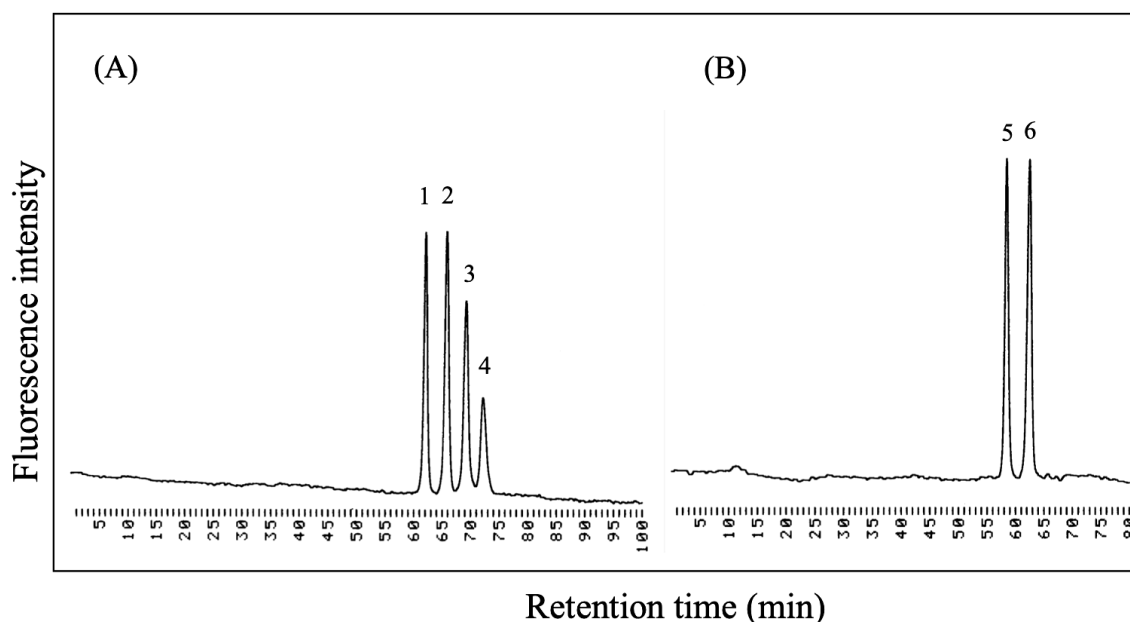 (A)
(B)
5 6
1 2
3
4
Fluorescence intensity
5 10 15 20 25 30 35 40 45 50 55 60 65 70 75 80 85 90 95 100
5 10 15 20 25 30 35 40 45 50 55 60 65 70 75 80
Retention time (min)